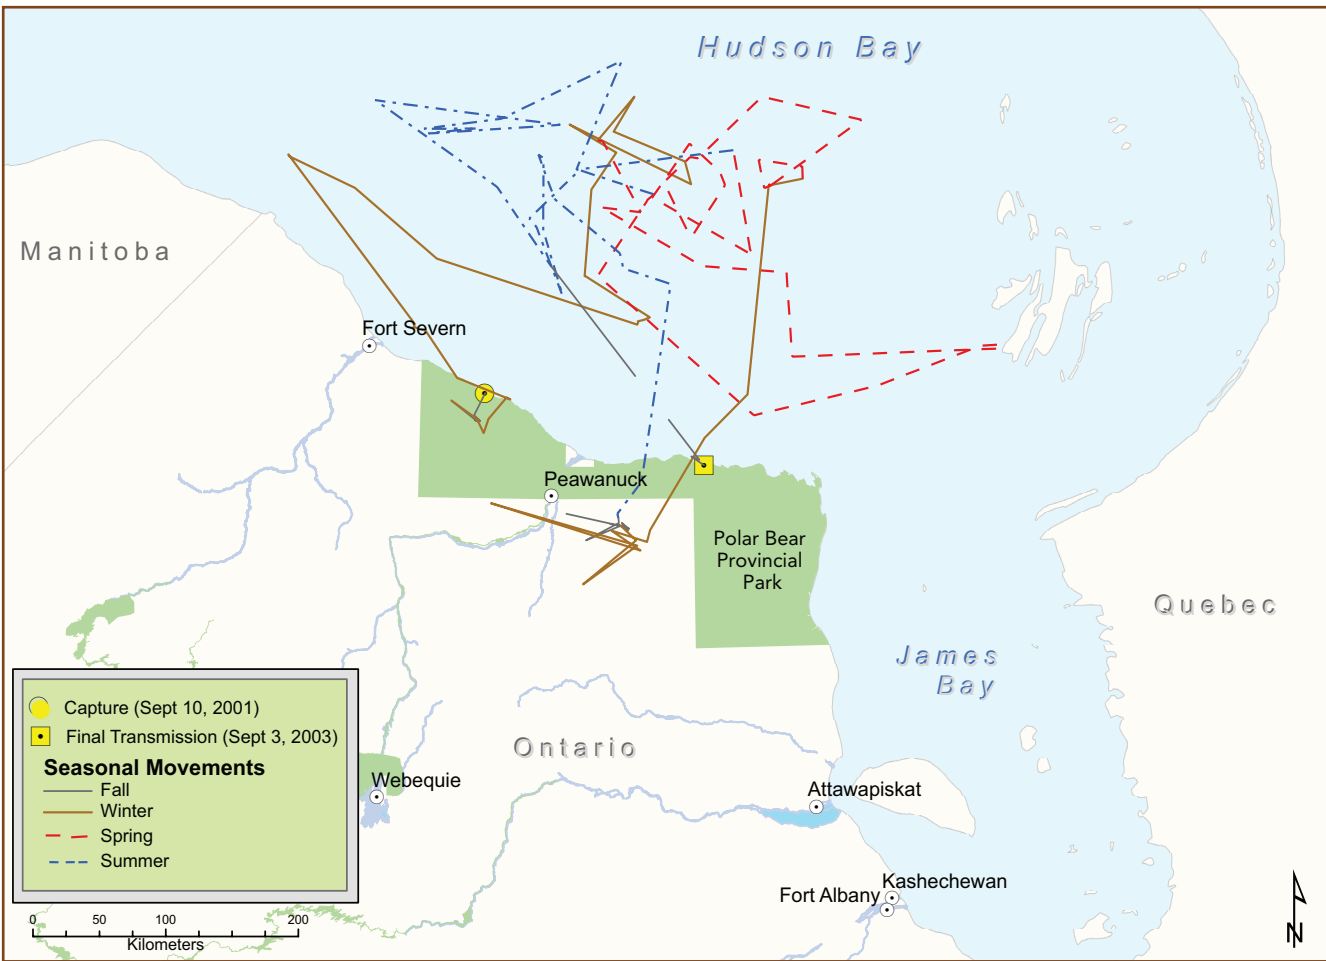 Hudson Bay
Manitoba
Fort Severn
Peawanuck
Polar Bear
Provincial
Park
Quebec
James
Bay
Ontario
Webequie
Attawapiskat
Kashechewan
Fort Albany
Capture (Sept 10, 2001)
Final Transmission (Sept 3, 2003)
Seasonal Movements
Fall
Winter
Spring
Summer
0 50 100 200
Kilometers
N